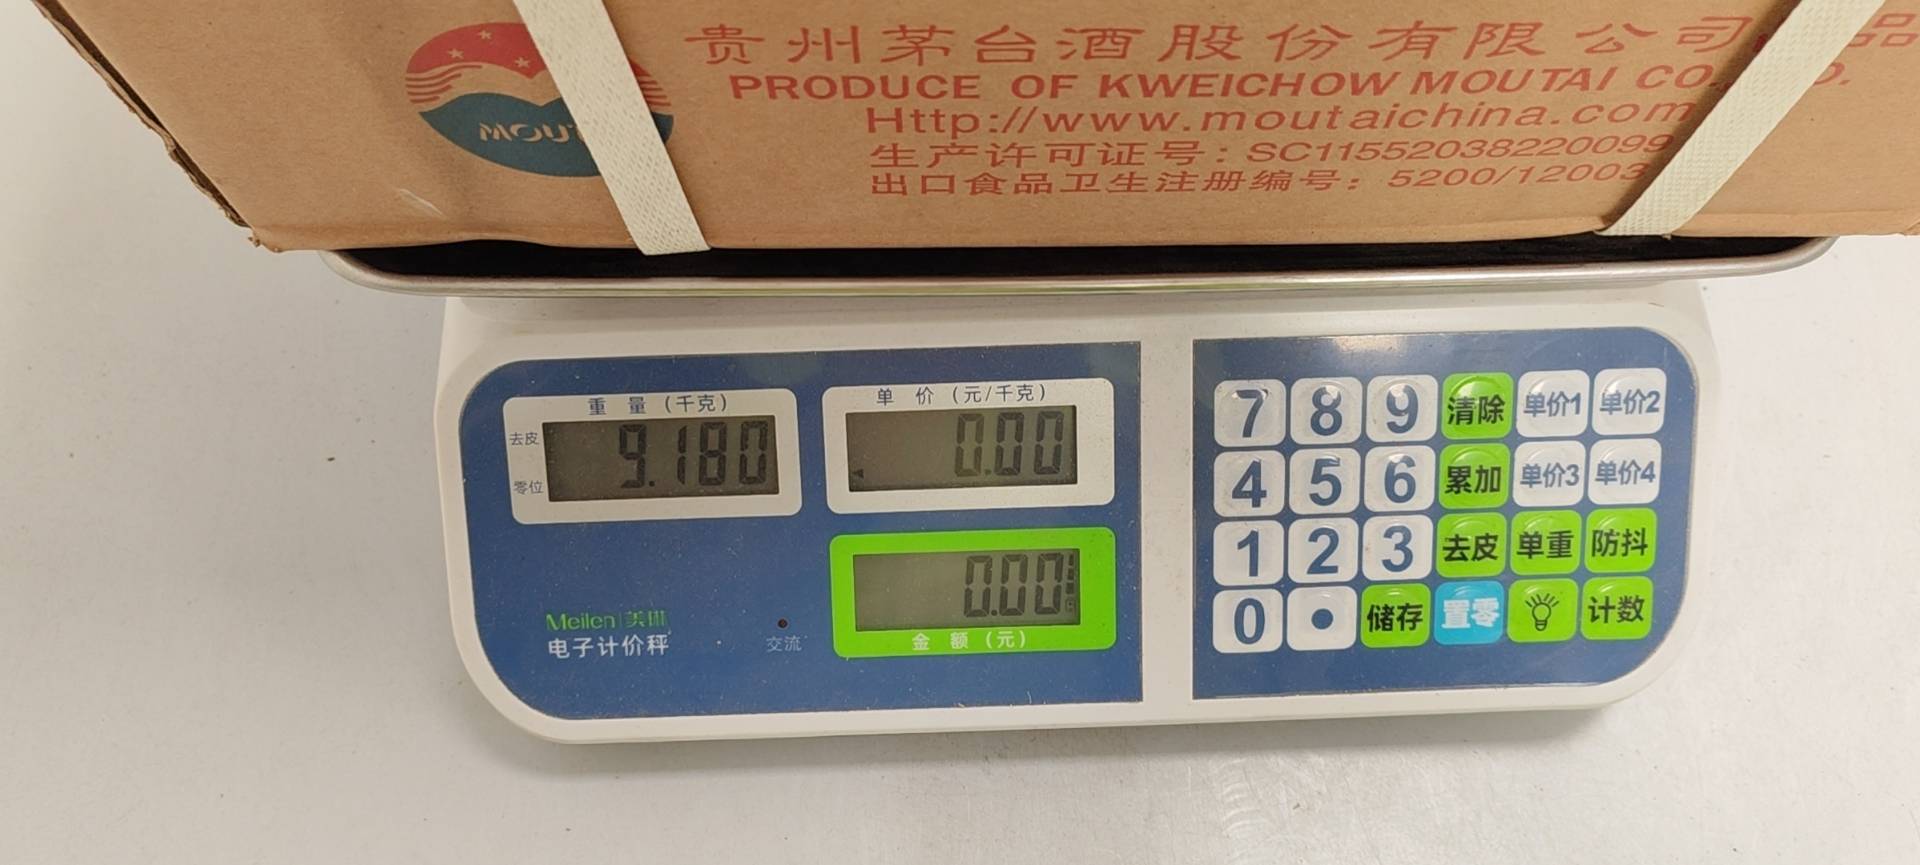 贵州茅台酒股份有限公司
PRODUCE OF KWEICHOW MOUTAI CO.
Http://www.moutaichina.com
生产许可证号：SC11552038220099
出口食品卫生注册编号：5200/12003
MOUT
重量（千克）
去皮
零位
9.180
单价（元/千克）
0.00
0.00
金额（元）
Meilen|美琳
电子计价秤
交流
7 8 9 清除 单价1 单价2
4 5 6 累加 单价3 单价4
1 2 3 去皮 单重 防抖
0 • 储存 置零 计数